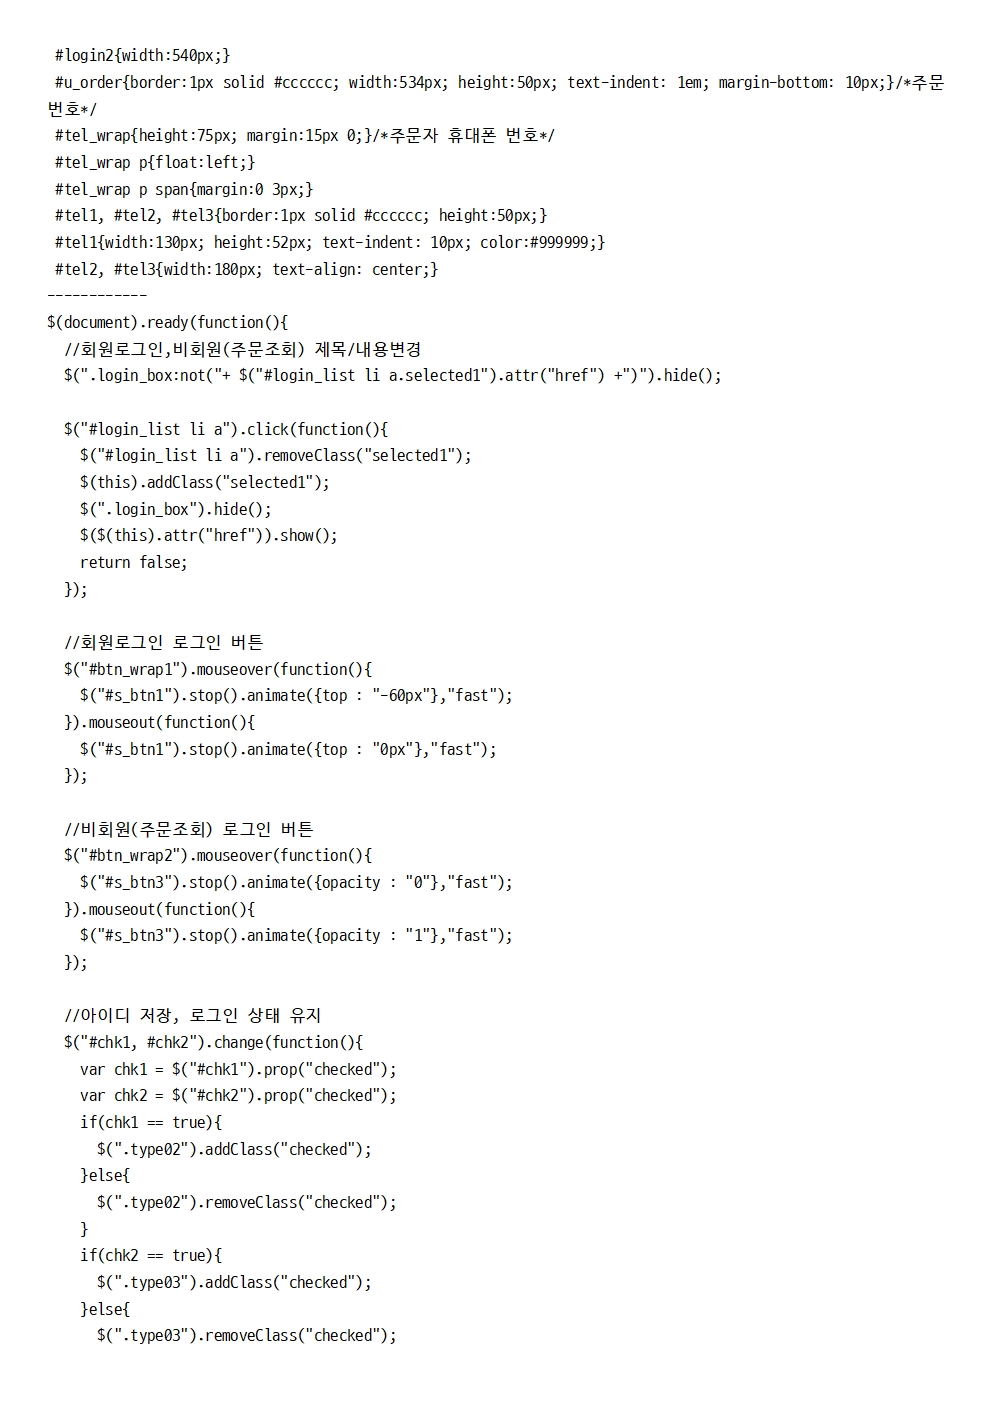 #login2{width:540px;}
#u_order{border:1px solid #cccccc; width:534px; height:50px; text-indent: 1em; margin-bottom: 10px;}/*주문
번호*/
#tel_wrap{height:75px; margin:15px 0;}/*주문자 휴대폰 번호*/
#tel_wrap p{float:left;}
#tel_wrap p span{margin:0 3px;}
#tel1, #tel2, #tel3{border:1px solid #cccccc; height:50px;}
#tel1{width:130px; height:52px; text-indent: 10px; color:#999999;}
#tel2, #tel3{width:180px; text-align: center;}
------------
$(document).ready(function(){
  //회원로그인,비회원(주문조회) 제목/내용변경
  $(".login_box:not("+ $("#login_list li a.selected1").attr("href") +")").hide();

  $("#login_list li a").click(function(){
    $("#login_list li a").removeClass("selected1");
    $(this).addClass("selected1");
    $(".login_box").hide();
    $($(this).attr("href")).show();
    return false;
  });

  //회원로그인 로그인 버튼
  $("#btn_wrap1").mouseover(function(){
    $("#s_btn1").stop().animate({top : "-60px"},"fast");
  }).mouseout(function(){
    $("#s_btn1").stop().animate({top : "0px"},"fast");
  });

  //비회원(주문조회) 로그인 버튼
  $("#btn_wrap2").mouseover(function(){
    $("#s_btn3").stop().animate({opacity : "0"},"fast");
  }).mouseout(function(){
    $("#s_btn3").stop().animate({opacity : "1"},"fast");
  });

  //아이디 저장, 로그인 상태 유지
  $("#chk1, #chk2").change(function(){
    var chk1 = $("#chk1").prop("checked");
    var chk2 = $("#chk2").prop("checked");
    if(chk1 == true){
      $(".type02").addClass("checked");
    }else{
      $(".type02").removeClass("checked");
    }
    if(chk2 == true){
      $(".type03").addClass("checked");
    }else{
      $(".type03").removeClass("checked");